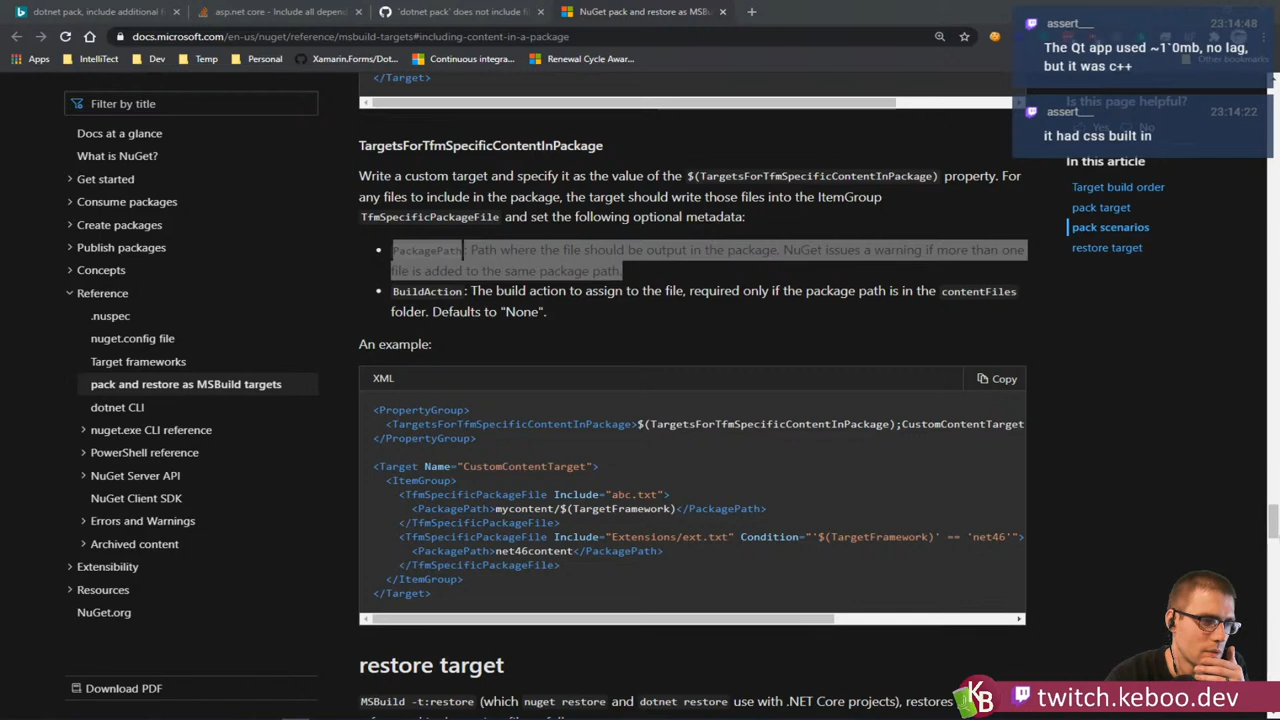 dotnet pack, include additional f
asp.net core - Include all depend
`dotnet pack` does not include fi
NuGet pack and restore as MSB
docs.microsoft.com/en-us/nuget/reference/msbuild-targets#including-content-in-a-package
Apps
IntelliTect
Dev
Temp
Personal
Xamarin.Forms/Dot...
Continuous integra...
Renewal Cycle Awar...
Other bookmarks
assert__ 23:14:48
The Qt app used ~1`0mb, no lag,
but it was c++
assert__ 23:14:22
it had css built in
Filter by title
Docs at a glance
What is NuGet?
Get started
Consume packages
Create packages
Publish packages
Concepts
Reference
.nuspec
nuget.config file
Target frameworks
pack and restore as MSBuild targets
dotnet CLI
nuget.exe CLI reference
PowerShell reference
NuGet Server API
NuGet Client SDK
Errors and Warnings
Archived content
Extensibility
Resources
NuGet.org
Download PDF
</Target>
TargetsForTfmSpecificContentInPackage
Write a custom target and specify it as the value of the $(TargetsForTfmSpecificContentInPackage) property. For
any files to include in the package, the target should write those files into the ItemGroup
TfmSpecificPackageFile and set the following optional metadata:
• PackagePath: Path where the file should be output in the package. NuGet issues a warning if more than one
file is added to the same package path.
• BuildAction: The build action to assign to the file, required only if the package path is in the contentFiles
folder. Defaults to "None".
An example:
XML
Copy
<PropertyGroup>
<TargetsForTfmSpecificContentInPackage>$(TargetsForTfmSpecificContentInPackage);CustomContentTarget
</PropertyGroup>
<Target Name="CustomContentTarget">
<ItemGroup>
<TfmSpecificPackageFile Include="abc.txt">
<PackagePath>mycontent/$(TargetFramework)</PackagePath>
</TfmSpecificPackageFile>
<TfmSpecificPackageFile Include="Extensions/ext.txt" Condition="'$(TargetFramework)' == 'net46'">
<PackagePath>net46content</PackagePath>
</TfmSpecificPackageFile>
</ItemGroup>
</Target>
restore target
MSBuild -t:restore (which nuget restore and dotnet restore use with .NET Core projects), restores
Is this page helpful?
Yes
No
In this article
Target build order
pack target
pack scenarios
restore target
KB
twitch.keboo.dev